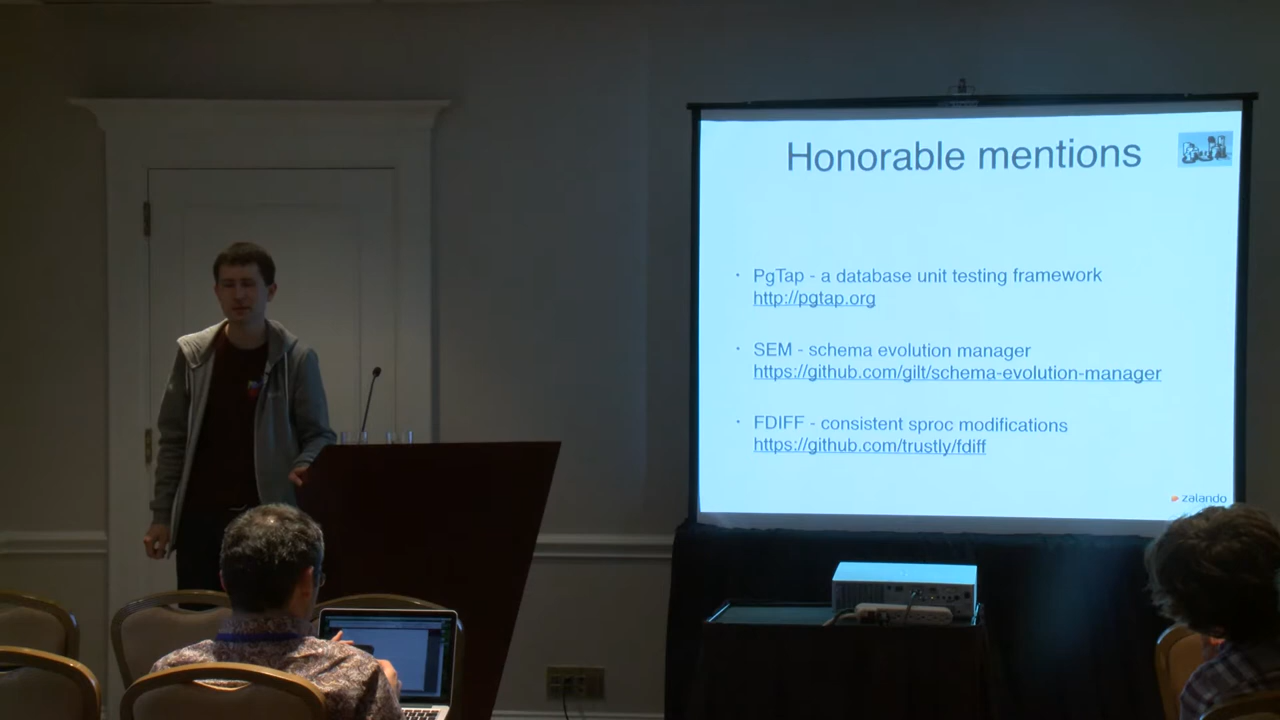 Honorable mentions
· PgTap - a database unit testing framework
http://pgtap.org
· SEM - schema evolution manager
https://github.com/gilt/schema-evolution-manager
· FDIFF - consistent sproc modifications
https://github.com/trustly/fdiff
zalando